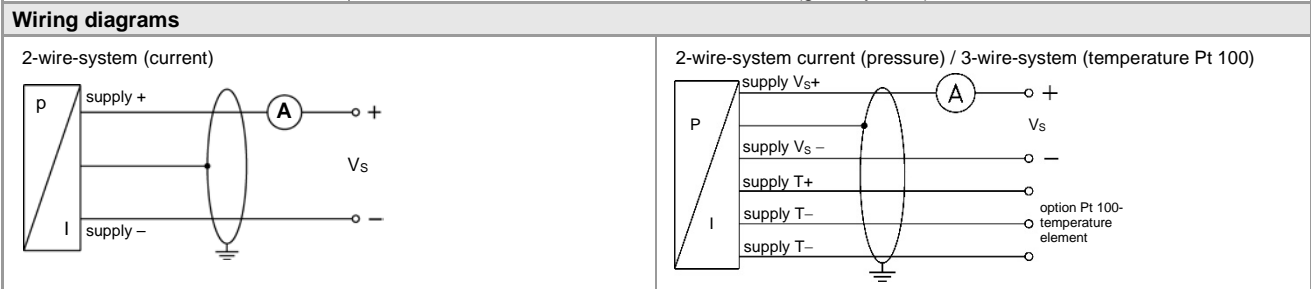 Wiring diagrams
2-wire-system (current)
p
I
supply +
supply –
A
+
VS
–
2-wire-system current (pressure) / 3-wire-system (temperature Pt 100)
supply VS+
P
I
supply VS –
supply T+
supply T–
supply T–
A
+
VS
–
option Pt 100-
temperature
element